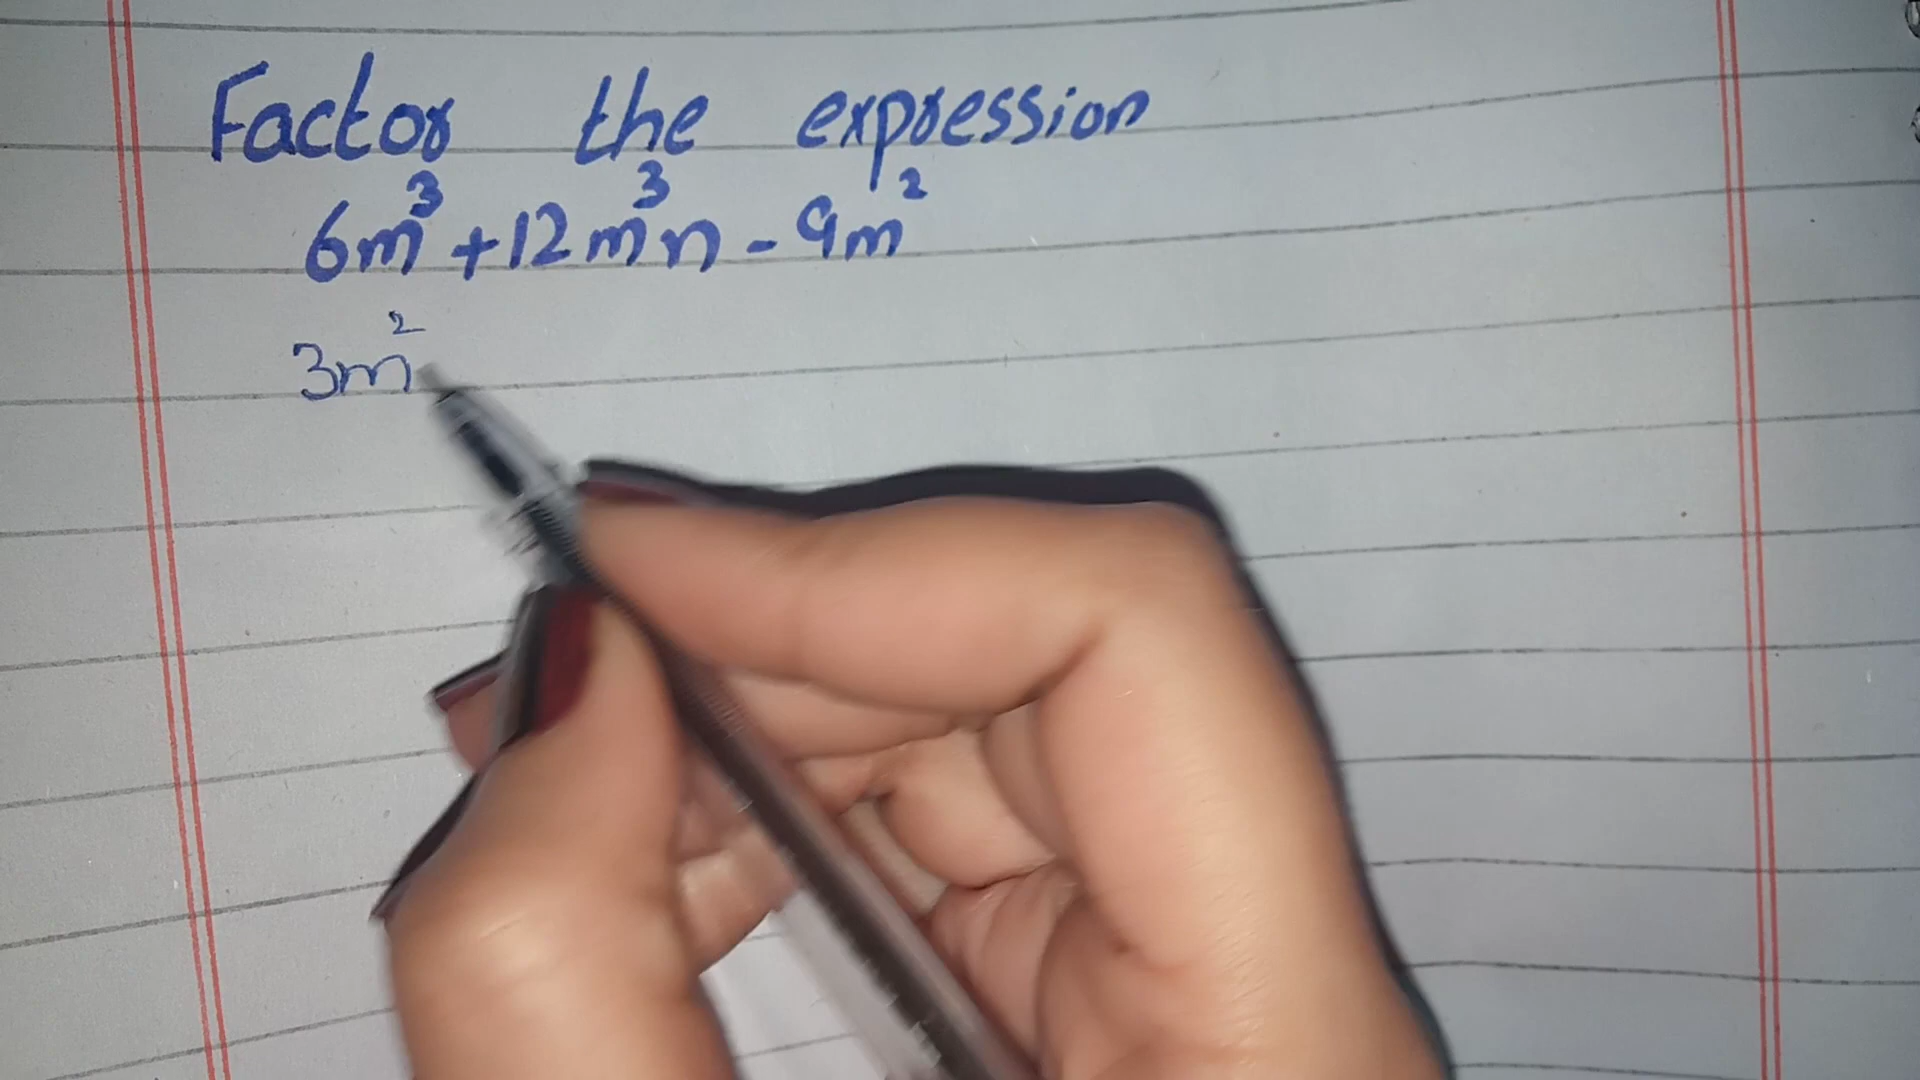 Factor the expression
6m³+12m³n-9m²
3m²